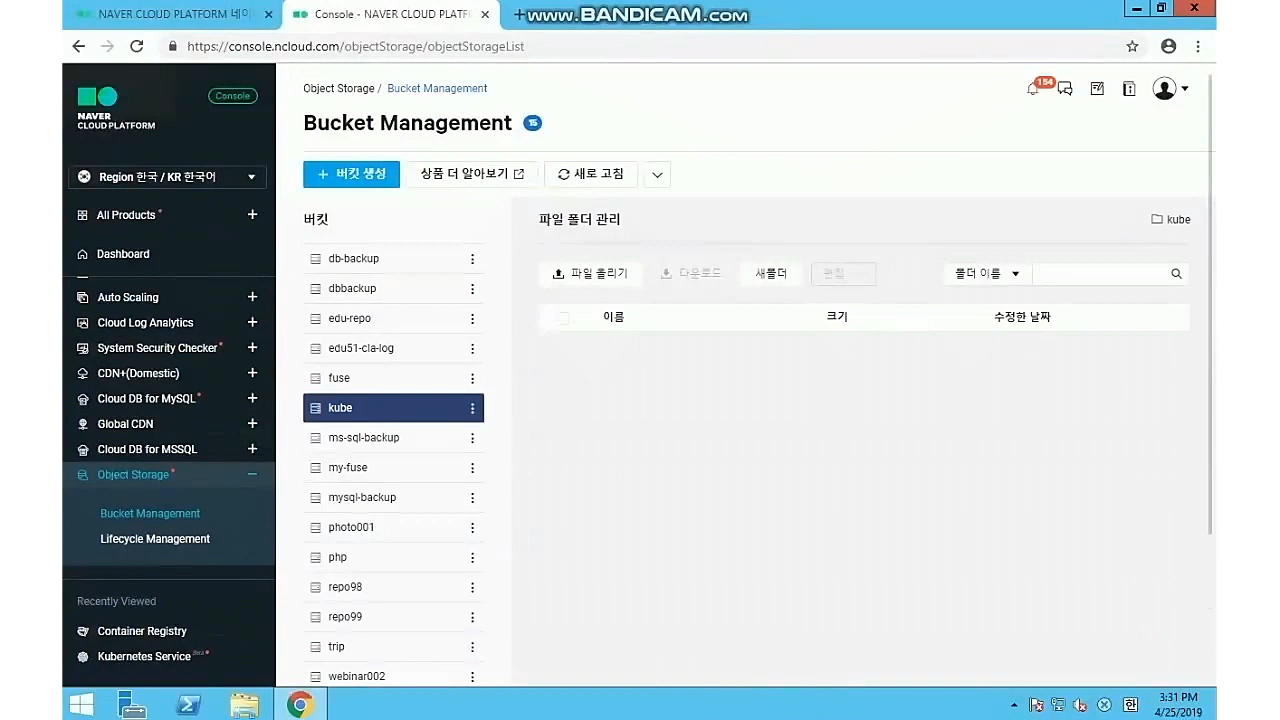 NAVER CLOUD PLATFORM 네이
Console - NAVER CLOUD PLATF
www.BANDICAM.com
https://console.ncloud.com/objectStorage/objectStorageList
NAVER
CLOUD PLATFORM
Console
Region 한국 / KR 한국어
All Products
Dashboard
Auto Scaling
Cloud Log Analytics
System Security Checker
CDN+(Domestic)
Cloud DB for MySQL
Global CDN
Cloud DB for MSSQL
Object Storage
Bucket Management
Lifecycle Management
Recently Viewed
Container Registry
Kubernetes Service Beta
Object Storage / Bucket Management
154
Bucket Management 15
+ 버킷 생성
상품 더 알아보기
새로 고침
버킷
db-backup
dbbackup
edu-repo
edu51-cla-log
fuse
kube
ms-sql-backup
my-fuse
mysql-backup
photo001
php
repo98
repo99
trip
webinar002
파일 폴더 관리
kube
파일 올리기
다운로드
새폴더
편집
폴더 이름
이름 크기 수정한 날짜
한
3:31 PM
4/25/2019